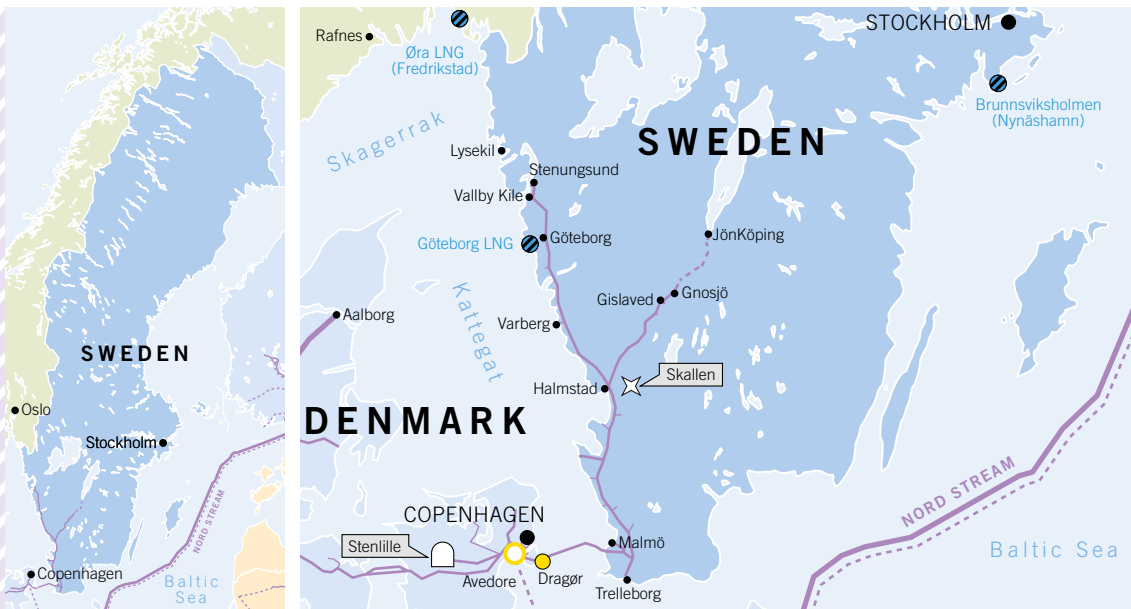 SWEDEN
Oslo
Stockholm
NORD STREAM
Copenhagen
Baltic
Sea
STOCKHOLM
Rafnes
Øra LNG
(Fredrikstad)
Brunnsviksholmen
(Nynäshamn)
Skagerrak
SWEDEN
Lysekil
Stenungsund
Vallby Kile
Göteborg LNG
Göteborg
JönKöping
Kattegat
Gislaved
Gnosjö
Aalborg
Varberg
Skallen
Halmstad
DENMARK
NORD STREAM
COPENHAGEN
Stenlille
Malmö
Baltic Sea
Avedore
Dragør
Trelleborg